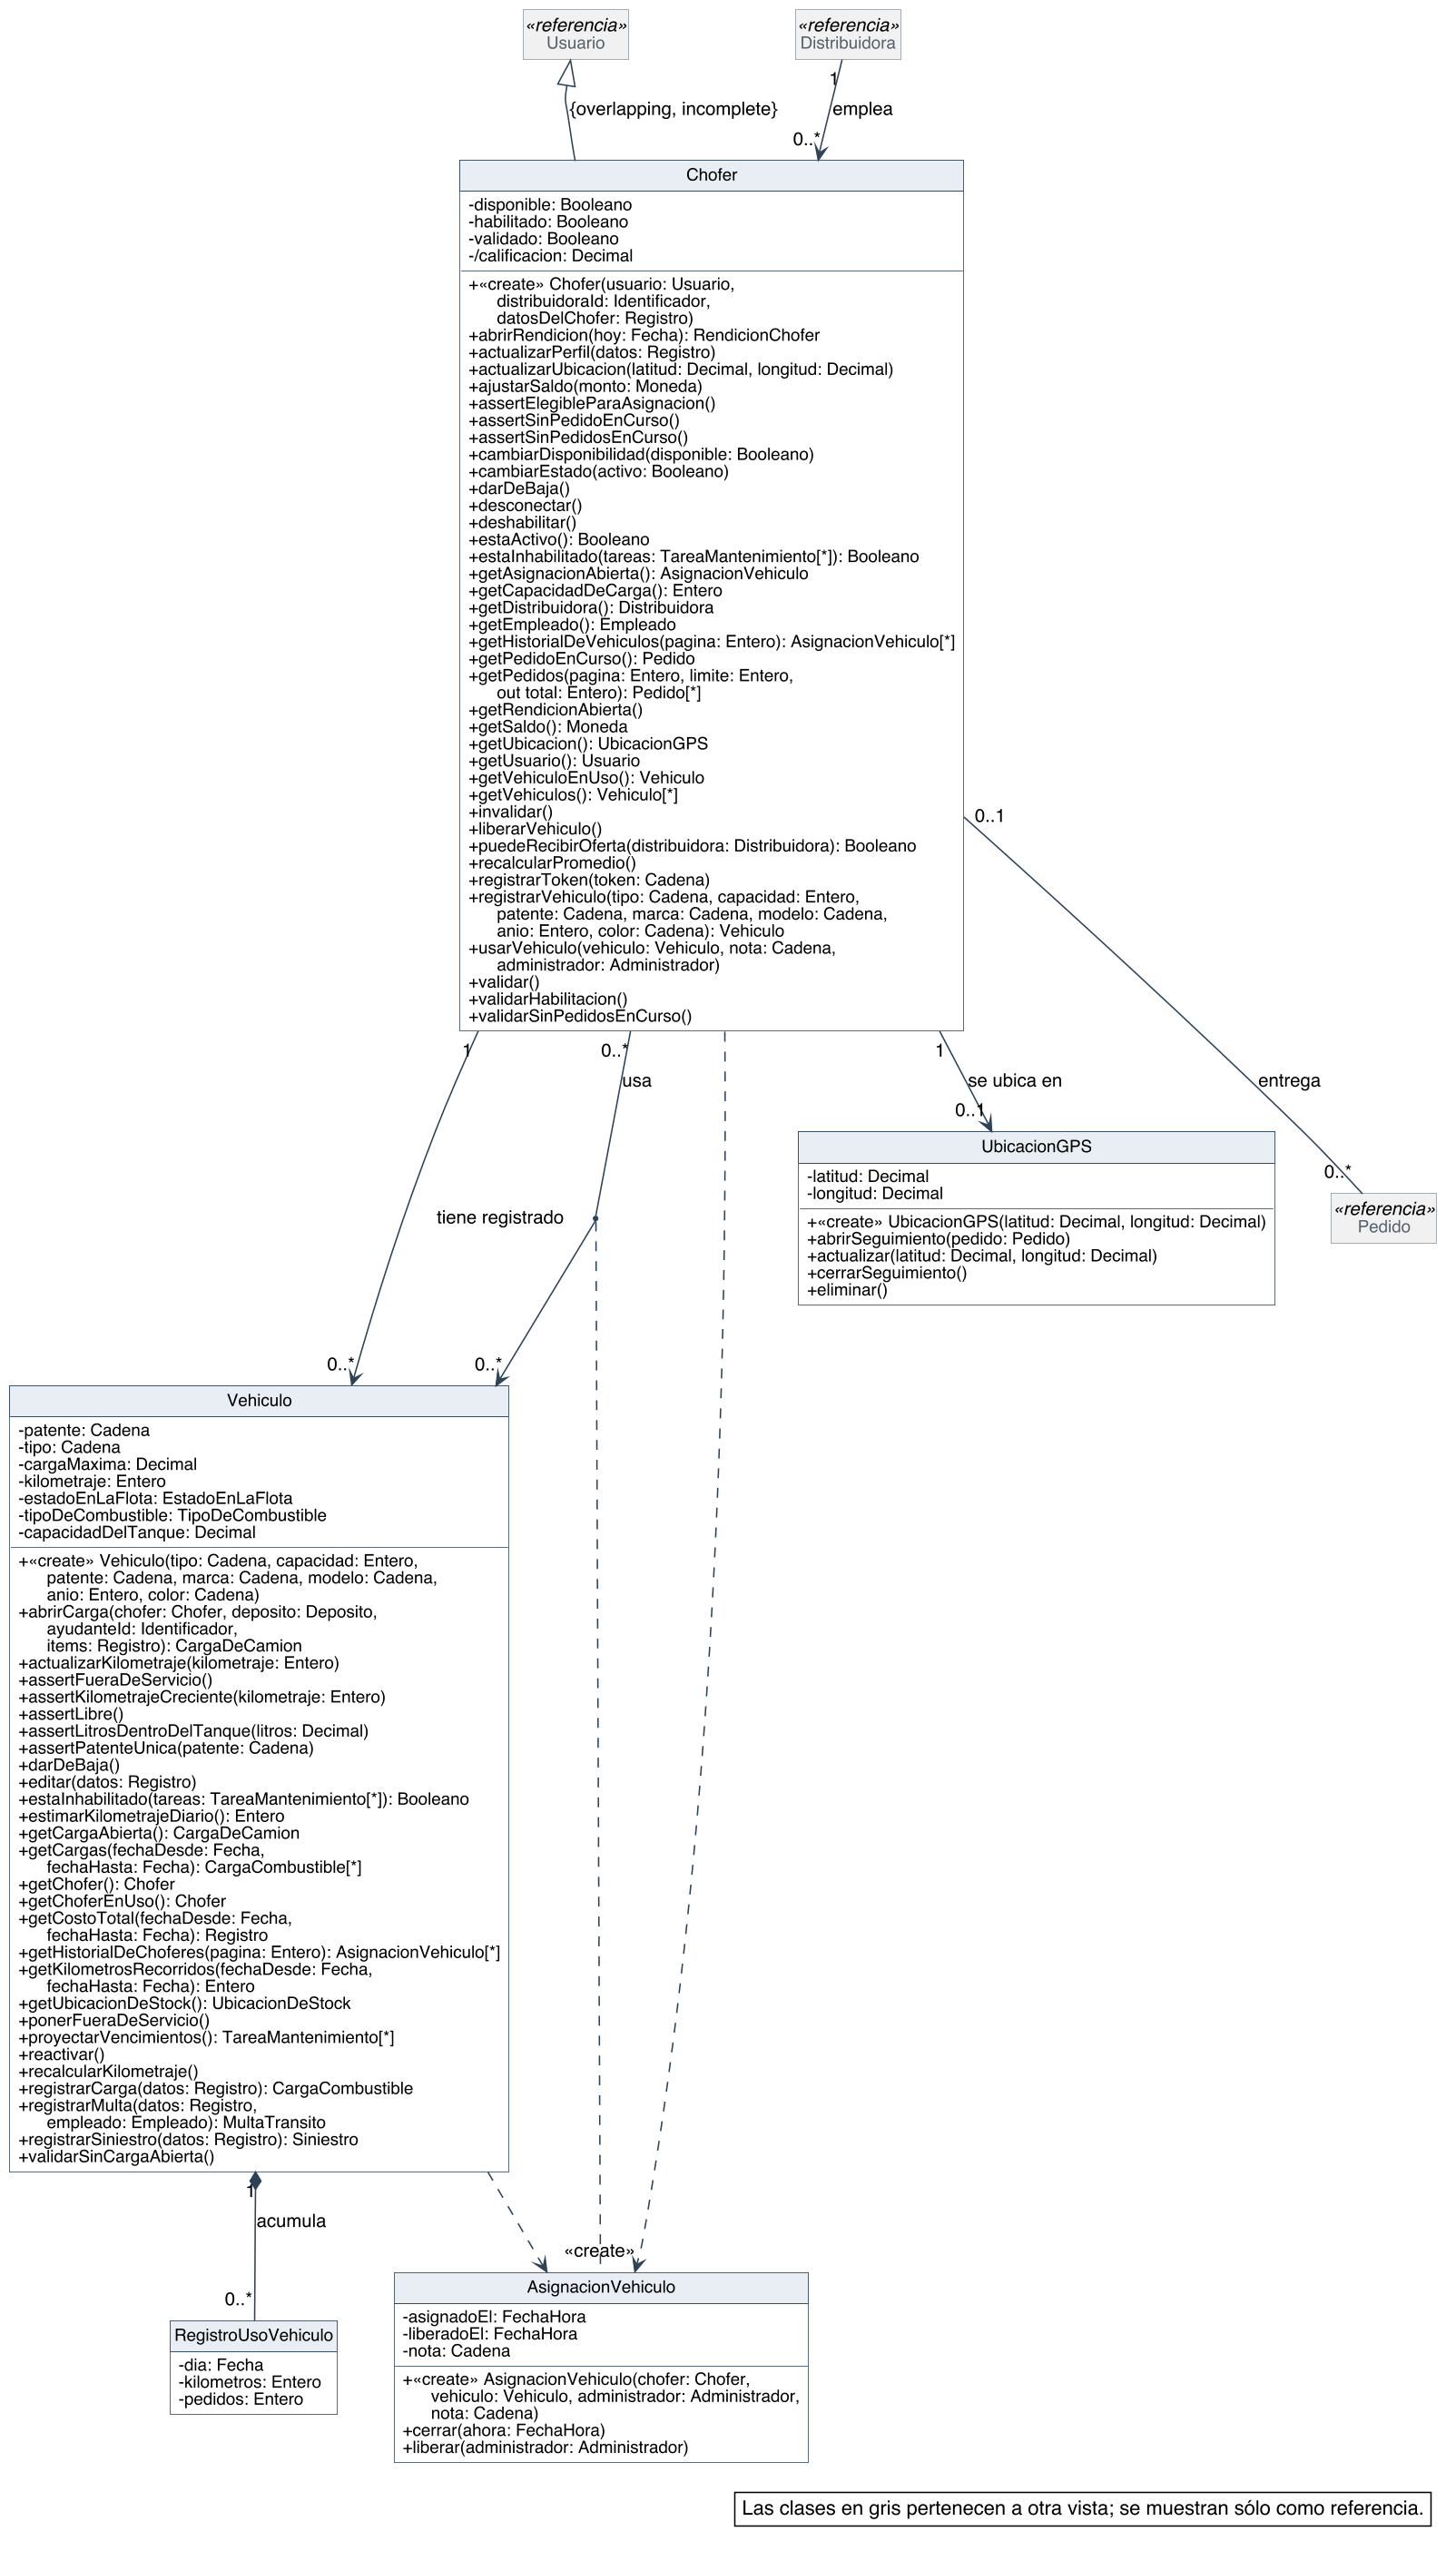 «referencia»
Usuario
«referencia»
Distribuidora
{overlapping, incomplete}
1
emplea
0..*
Chofer
-disponible: Booleano
-habilitado: Booleano
-validado: Booleano
-/calificacion: Decimal
+«create» Chofer(usuario: Usuario,
distribuidoraId: Identificador,
datosDelChofer: Registro)
+abrirRendicion(hoy: Fecha): RendicionChofer
+actualizarPerfil(datos: Registro)
+actualizarUbicacion(latitud: Decimal, longitud: Decimal)
+ajustarSaldo(monto: Moneda)
+assertElegibleParaAsignacion()
+assertSinPedidoEnCurso()
+assertSinPedidosEnCurso()
+cambiarDisponibilidad(disponible: Booleano)
+cambiarEstado(activo: Booleano)
+darDeBaja()
+desconectar()
+deshabilitar()
+estaActivo(): Booleano
+estaInhabilitado(tareas: TareaMantenimiento[*]): Booleano
+getAsignacionAbierta(): AsignacionVehiculo
+getCapacidadDeCarga(): Entero
+getDistribuidora(): Distribuidora
+getEmpleado(): Empleado
+getHistorialDeVehiculos(pagina: Entero): AsignacionVehiculo[*]
+getPedidoEnCurso(): Pedido
+getPedidos(pagina: Entero, limite: Entero,
out total: Entero): Pedido[*]
+getRendicionAbierta()
+getSaldo(): Moneda
+getUbicacion(): UbicacionGPS
+getUsuario(): Usuario
+getVehiculoEnUso(): Vehiculo
+getVehiculos(): Vehiculo[*]
+invalidar()
+liberarVehiculo()
+puedeRecibirOferta(distribuidora: Distribuidora): Booleano
+recalcularPromedio()
+registrarToken(token: Cadena)
+registrarVehiculo(tipo: Cadena, capacidad: Entero,
patente: Cadena, marca: Cadena, modelo: Cadena,
anio: Entero, color: Cadena): Vehiculo
+usarVehiculo(vehiculo: Vehiculo, nota: Cadena,
administrador: Administrador)
+validar()
+validarHabilitacion()
+validarSinPedidosEnCurso()
0..1
1
0..*
usa
1
se ubica en
0..1
entrega
0..*
«referencia»
Pedido
UbicacionGPS
-latitud: Decimal
-longitud: Decimal
+«create» UbicacionGPS(latitud: Decimal, longitud: Decimal)
+abrirSeguimiento(pedido: Pedido)
+actualizar(latitud: Decimal, longitud: Decimal)
+cerrarSeguimiento()
+eliminar()
tiene registrado
0..*
0..*
Vehiculo
-patente: Cadena
-tipo: Cadena
-cargaMaxima: Decimal
-kilometraje: Entero
-estadoEnLaFlota: EstadoEnLaFlota
-tipoDeCombustible: TipoDeCombustible
-capacidadDelTanque: Decimal
+«create» Vehiculo(tipo: Cadena, capacidad: Entero,
patente: Cadena, marca: Cadena, modelo: Cadena,
anio: Entero, color: Cadena)
+abrirCarga(chofer: Chofer, deposito: Deposito,
ayudanteId: Identificador,
items: Registro): CargaDeCamion
+actualizarKilometraje(kilometraje: Entero)
+assertFueraDeServicio()
+assertKilometrajeCreciente(kilometraje: Entero)
+assertLibre()
+assertLitrosDentroDelTanque(litros: Decimal)
+assertPatenteUnica(patente: Cadena)
+darDeBaja()
+editar(datos: Registro)
+estaInhabilitado(tareas: TareaMantenimiento[*]): Booleano
+estimarKilometrajeDiario(): Entero
+getCargaAbierta(): CargaDeCamion
+getCargas(fechaDesde: Fecha,
fechaHasta: Fecha): CargaCombustible[*]
+getChofer(): Chofer
+getChoferEnUso(): Chofer
+getCostoTotal(fechaDesde: Fecha,
fechaHasta: Fecha): Registro
+getHistorialDeChoferes(pagina: Entero): AsignacionVehiculo[*]
+getKilometrosRecorridos(fechaDesde: Fecha,
fechaHasta: Fecha): Entero
+getUbicacionDeStock(): UbicacionDeStock
+ponerFueraDeServicio()
+proyectarVencimientos(): TareaMantenimiento[*]
+reactivar()
+recalcularKilometraje()
+registrarCarga(datos: Registro): CargaCombustible
+registrarMulta(datos: Registro,
empleado: Empleado): MultaTransito
+registrarSiniestro(datos: Registro): Siniestro
+validarSinCargaAbierta()
1
acumula
0..*
«create»
RegistroUsoVehiculo
-dia: Fecha
-kilometros: Entero
-pedidos: Entero
AsignacionVehiculo
-asignadoEl: FechaHora
-liberadoEl: FechaHora
-nota: Cadena
+«create» AsignacionVehiculo(chofer: Chofer,
vehiculo: Vehiculo, administrador: Administrador,
nota: Cadena)
+cerrar(ahora: FechaHora)
+liberar(administrador: Administrador)
Las clases en gris pertenecen a otra vista; se muestran sólo como referencia.